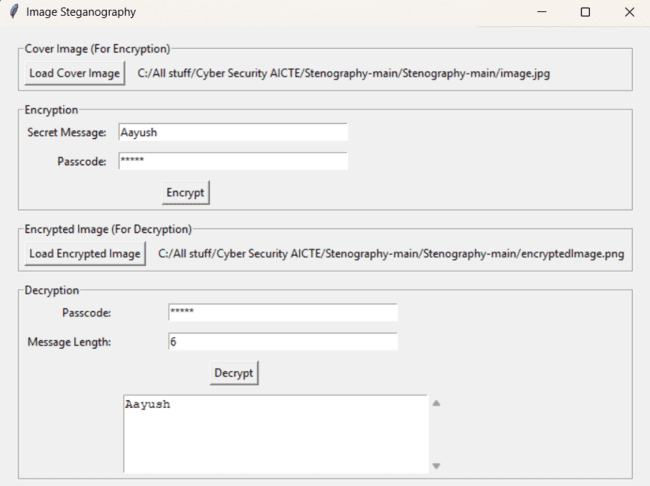 Image Steganography
Cover Image (For Encryption)
Load Cover Image C:/All stuff/Cyber Security AICTE/Stenography-main/Stenography-main/image.jpg
Encryption
Secret Message: Aayush
Passcode: *****
Encrypt
Encrypted Image (For Decryption)
Load Encrypted Image C:/All stuff/Cyber Security AICTE/Stenography-main/Stenography-main/encryptedImage.png
Decryption
Passcode: *****
Message Length: 6
Decrypt
Aayush